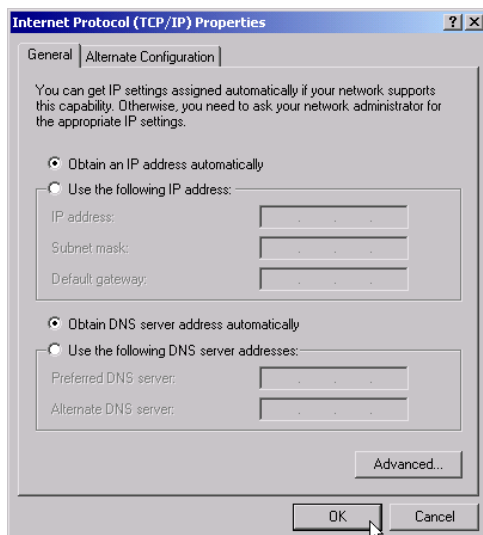 Internet Protocol (TCP/IP) Properties
General Alternate Configuration
You can get IP settings assigned automatically if your network supports
this capability. Otherwise, you need to ask your network administrator for
the appropriate IP settings.
Obtain an IP address automatically
Use the following IP address:
IP address:
Subnet mask:
Default gateway:
Obtain DNS server address automatically
Use the following DNS server addresses:
Preferred DNS server:
Alternate DNS server:
Advanced...
OK Cancel